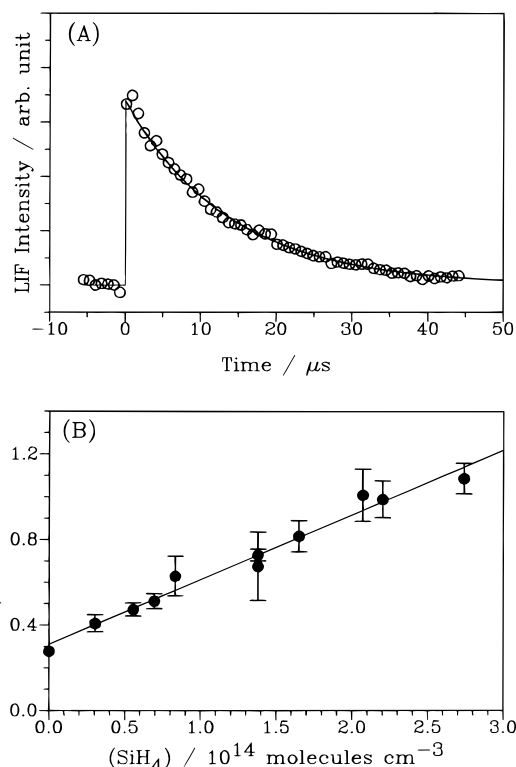 (A)
LIF Intensity / arb. unit
−10 0 10 20 30 40 50
Time / μs
(B)
1.2
0.8
0.4
0.0
0.0 0.5 1.0 1.5 2.0 2.5 3.0
(SiH₄) / 10¹⁴ molecules cm⁻³